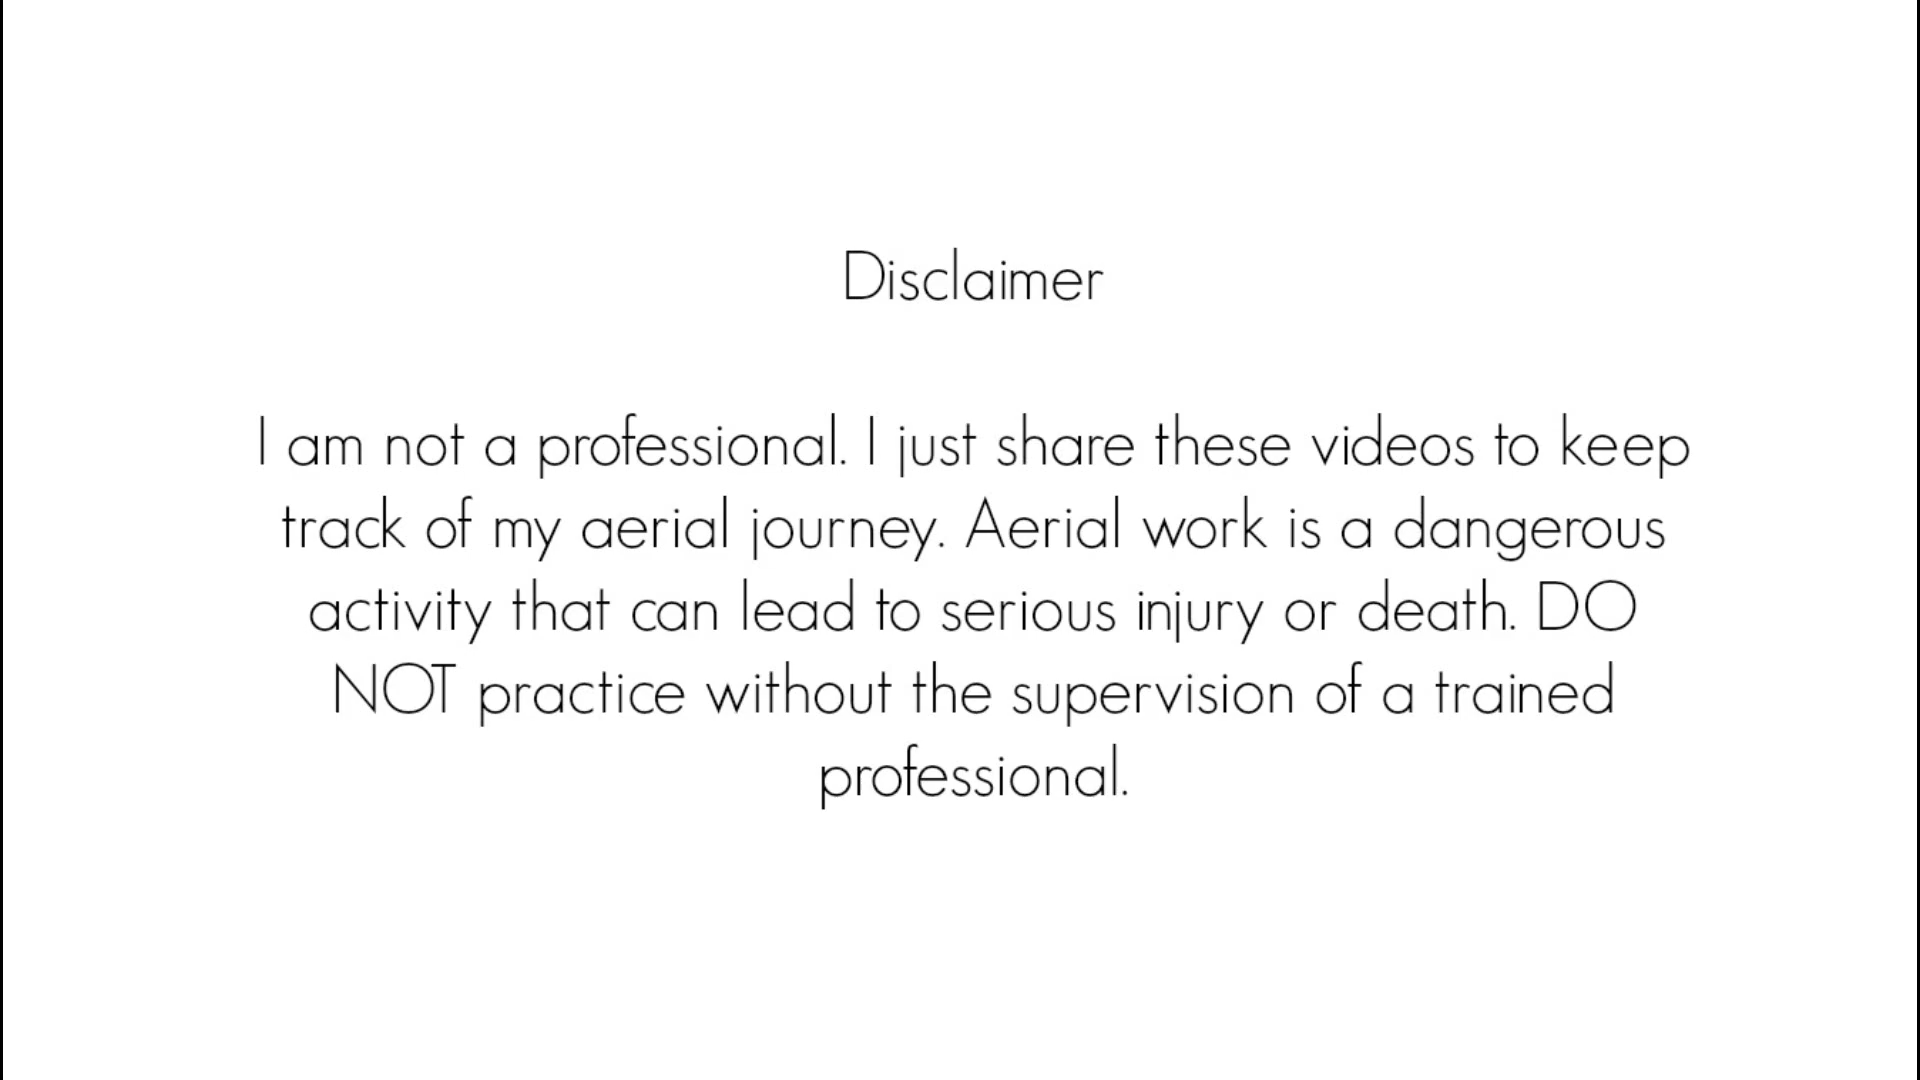 Disclaimer
I am not a professional. I just share these videos to keep
track of my aerial journey. Aerial work is a dangerous
activity that can lead to serious injury or death. DO
NOT practice without the supervision of a trained
professional.